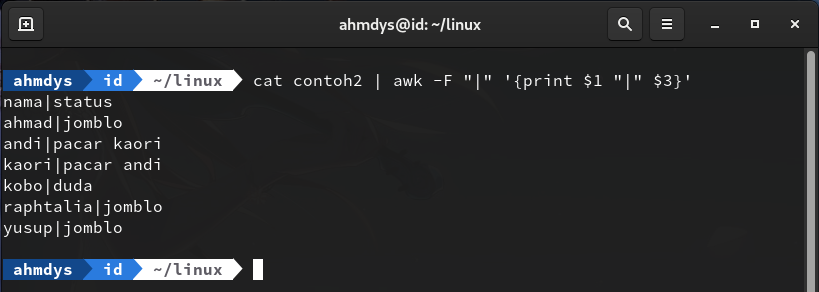 ahmdys@id: ~/linux
ahmdys id ~/linux cat contoh2 | awk -F "|" '{print $1 "|" $3}'
nama|status
ahmad|jomblo
andi|pacar kaori
kaori|pacar andi
kobo|duda
raphtalia|jomblo
yusup|jomblo
ahmdys id ~/linux